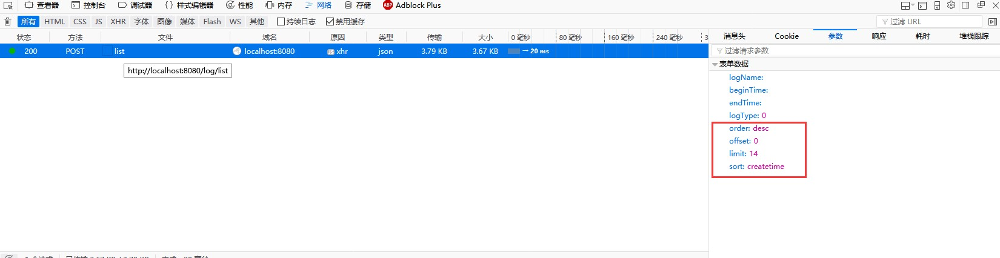 查看器 控制台 调试器 样式编辑器 性能 内存 网络 存储 ABP Adblock Plus
所有 HTML CSS JS XHR 字体 图像 媒体 Flash WS 其他 持续日志 禁用缓存 过滤 URL
状态 方法 文件 域名 原因 类型 传输 大小 0 毫秒 80 毫秒 160 毫秒 240 毫秒 3
200 POST list localhost:8080 JS xhr json 3.79 KB 3.67 KB → 20 ms
http://localhost:8080/log/list
消息头 Cookie 参数 响应 耗时 堆栈跟踪
过滤请求参数
表单数据
logName:
beginTime:
endTime:
logType: 0
order: desc
offset: 0
limit: 14
sort: createtime